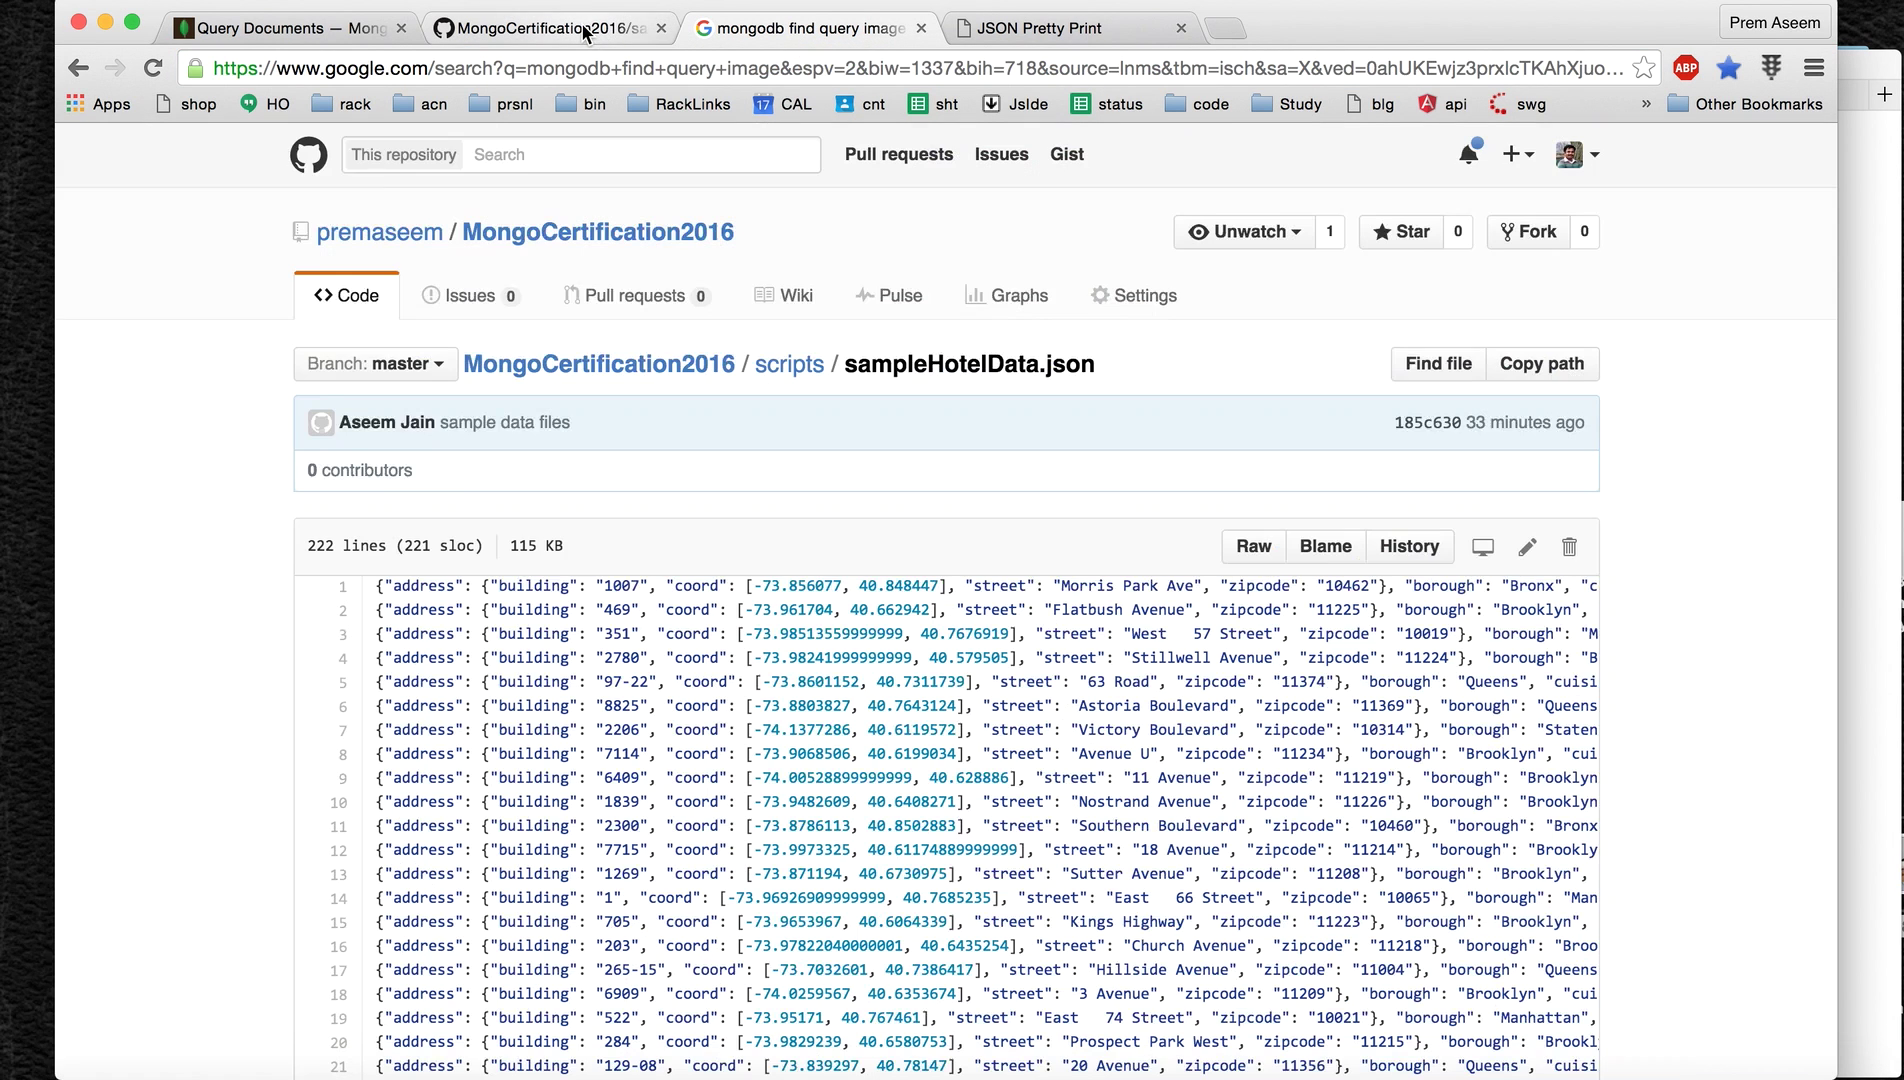 Query Documents — Mong
MongoCertification2016/sa
mongodb find query image
JSON Pretty Print
Prem Aseem
https://www.google.com/search?q=mongodb+find+query+image&espv=2&biw=1337&bih=718&source=lnms&tbm=isch&sa=X&ved=0ahUKEwjz3prxlcTKAhXjuo...
ABP
Apps shop HO rack acn prsnl bin RackLinks 17 CAL cnt sht JsIde status code Study blg api swg » Other Bookmarks
This repository Search Pull requests Issues Gist
premaseem / MongoCertification2016 Unwatch 1 Star 0 Fork 0
Code Issues 0 Pull requests 0 Wiki Pulse Graphs Settings
Branch: master MongoCertification2016 / scripts / sampleHotelData.json Find file Copy path
Aseem Jain sample data files 185c630 33 minutes ago
0 contributors
222 lines (221 sloc) 115 KB Raw Blame History
1 {"address": {"building": "1007", "coord": [-73.856077, 40.848447], "street": "Morris Park Ave", "zipcode": "10462"}, "borough": "Bronx", "c
2 {"address": {"building": "469", "coord": [-73.961704, 40.662942], "street": "Flatbush Avenue", "zipcode": "11225"}, "borough": "Brooklyn",
3 {"address": {"building": "351", "coord": [-73.98513559999999, 40.7676919], "street": "West   57 Street", "zipcode": "10019"}, "borough": "M
4 {"address": {"building": "2780", "coord": [-73.98241999999999, 40.579505], "street": "Stillwell Avenue", "zipcode": "11224"}, "borough": "B
5 {"address": {"building": "97-22", "coord": [-73.8601152, 40.7311739], "street": "63 Road", "zipcode": "11374"}, "borough": "Queens", "cuisi
6 {"address": {"building": "8825", "coord": [-73.8803827, 40.7643124], "street": "Astoria Boulevard", "zipcode": "11369"}, "borough": "Queens
7 {"address": {"building": "2206", "coord": [-74.1377286, 40.6119572], "street": "Victory Boulevard", "zipcode": "10314"}, "borough": "Staten
8 {"address": {"building": "7114", "coord": [-73.9068506, 40.6199034], "street": "Avenue U", "zipcode": "11234"}, "borough": "Brooklyn", "cui
9 {"address": {"building": "6409", "coord": [-74.00528899999999, 40.628886], "street": "11 Avenue", "zipcode": "11219"}, "borough": "Brooklyn
10 {"address": {"building": "1839", "coord": [-73.9482609, 40.6408271], "street": "Nostrand Avenue", "zipcode": "11226"}, "borough": "Brooklyn
11 {"address": {"building": "2300", "coord": [-73.8786113, 40.8502883], "street": "Southern Boulevard", "zipcode": "10460"}, "borough": "Bronx
12 {"address": {"building": "7715", "coord": [-73.9973325, 40.61174889999999], "street": "18 Avenue", "zipcode": "11214"}, "borough": "Brookly
13 {"address": {"building": "1269", "coord": [-73.871194, 40.6730975], "street": "Sutter Avenue", "zipcode": "11208"}, "borough": "Brooklyn",
14 {"address": {"building": "1", "coord": [-73.96926909999999, 40.7685235], "street": "East   66 Street", "zipcode": "10065"}, "borough": "Man
15 {"address": {"building": "705", "coord": [-73.9653967, 40.6064339], "street": "Kings Highway", "zipcode": "11223"}, "borough": "Brooklyn",
16 {"address": {"building": "203", "coord": [-73.97822040000001, 40.6435254], "street": "Church Avenue", "zipcode": "11218"}, "borough": "Broo
17 {"address": {"building": "265-15", "coord": [-73.7032601, 40.7386417], "street": "Hillside Avenue", "zipcode": "11004"}, "borough": "Queens
18 {"address": {"building": "6909", "coord": [-74.0259567, 40.6353674], "street": "3 Avenue", "zipcode": "11209"}, "borough": "Brooklyn", "cui
19 {"address": {"building": "522", "coord": [-73.95171, 40.767461], "street": "East   74 Street", "zipcode": "10021"}, "borough": "Manhattan",
20 {"address": {"building": "284", "coord": [-73.9829239, 40.6580753], "street": "Prospect Park West", "zipcode": "11215"}, "borough": "Brookl
21 {"address": {"building": "129-08", "coord": [-73.839297, 40.78147], "street": "20 Avenue", "zipcode": "11356"}, "borough": "Queens", "cuisi